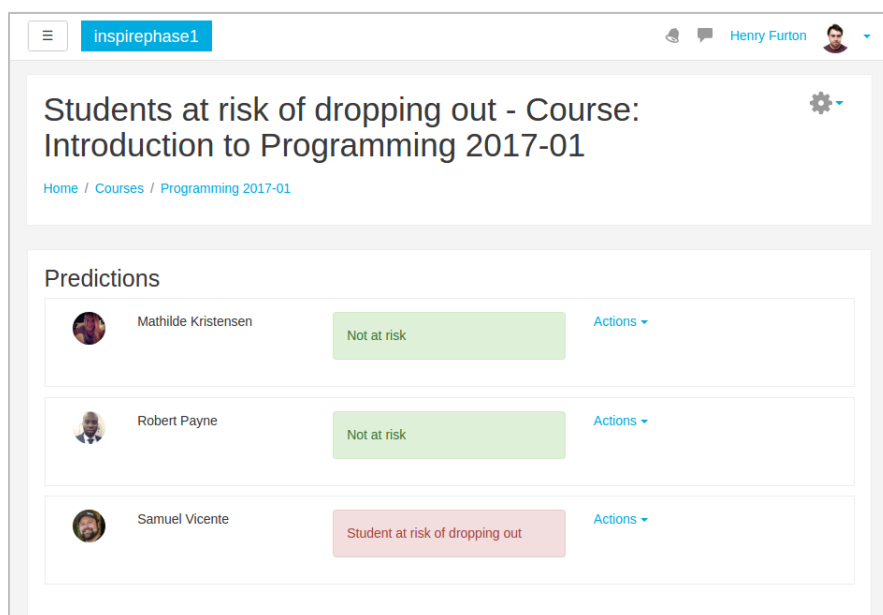 inspirephase1
Henry Furton
Students at risk of dropping out - Course:
Introduction to Programming 2017-01
Home / Courses / Programming 2017-01
Predictions
Mathilde Kristensen
Not at risk
Actions
Robert Payne
Not at risk
Actions
Samuel Vicente
Student at risk of dropping out
Actions